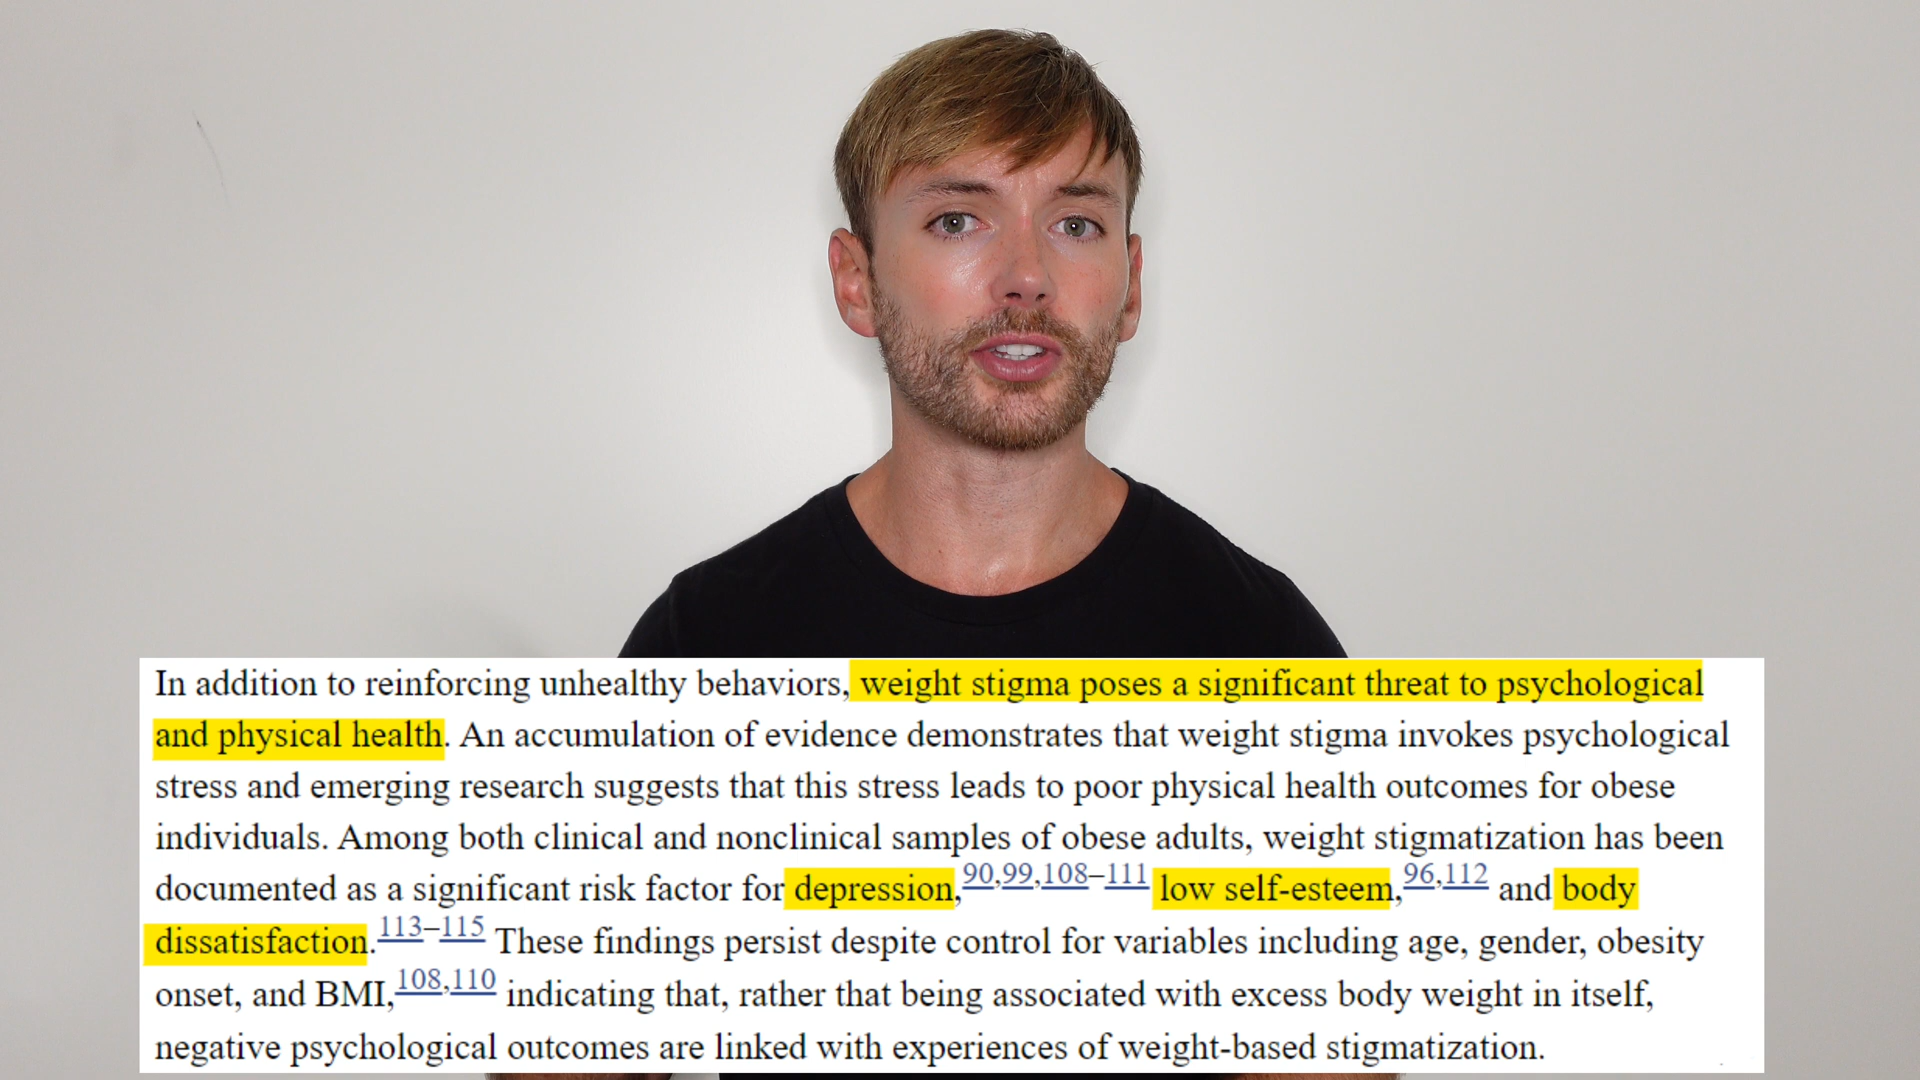 In addition to reinforcing unhealthy behaviors, weight stigma poses a significant threat to psychological
and physical health. An accumulation of evidence demonstrates that weight stigma invokes psychological
stress and emerging research suggests that this stress leads to poor physical health outcomes for obese
individuals. Among both clinical and nonclinical samples of obese adults, weight stigmatization has been
documented as a significant risk factor for depression,90,99,108–111 low self-esteem,96,112 and body
dissatisfaction.113–115 These findings persist despite control for variables including age, gender, obesity
onset, and BMI,108,110 indicating that, rather that being associated with excess body weight in itself,
negative psychological outcomes are linked with experiences of weight-based stigmatization.